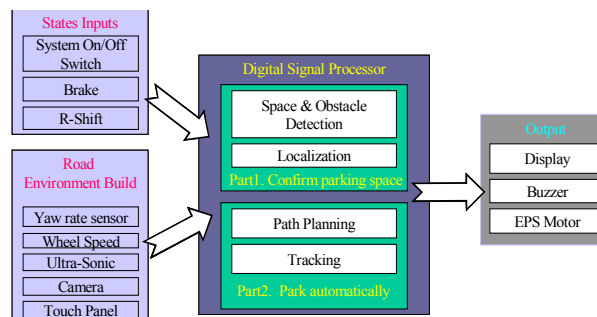 States Inputs
System On/Off
Switch
Brake
R-Shift
Road
Environment Build
Yaw rate sensor
Wheel Speed
Ultra-Sonic
Camera
Touch Panel
Digital Signal Processor
Space & Obstacle
Detection
Localization
Part1. Confirm parking space
Path Planning
Tracking
Part2. Park automatically
Output
Display
Buzzer
EPS Motor